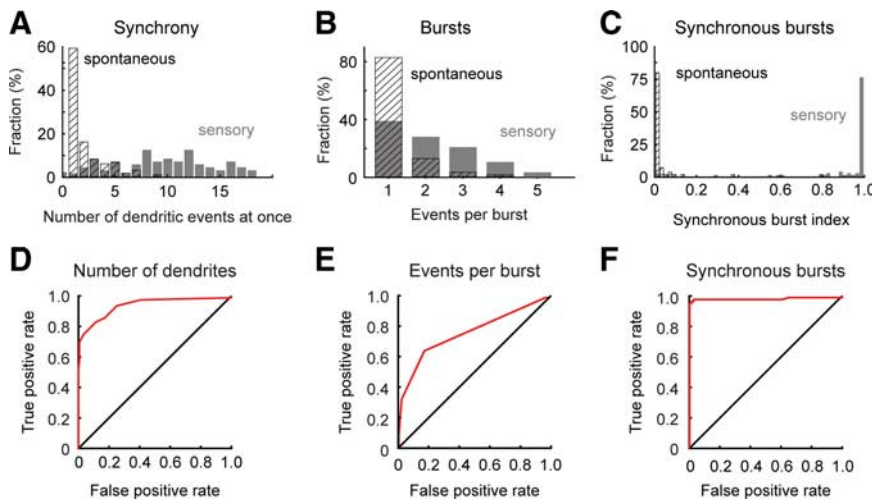 A Synchrony
Fraction (%)
60
40
20
0
spontaneous
sensory
0 5 10 15
Number of dendritic events at once
B Bursts
Fraction (%)
80
40
0
spontaneous
sensory
1 2 3 4 5
Events per burst
C Synchronous bursts
Fraction (%)
100
75
50
25
0
spontaneous
sensory
0 0.2 0.4 0.6 0.8 1.0
Synchronous burst index
D Number of dendrites
True positive rate
1.0
0.8
0.6
0.4
0.2
0
0 0.2 0.4 0.6 0.8 1.0
False positive rate
E Events per burst
True positive rate
1.0
0.8
0.6
0.4
0.2
0
0 0.2 0.4 0.6 0.8 1.0
False positive rate
F Synchronous bursts
True positive rate
1.0
0.8
0.6
0.4
0.2
0
0 0.2 0.4 0.6 0.8 1.0
False positive rate